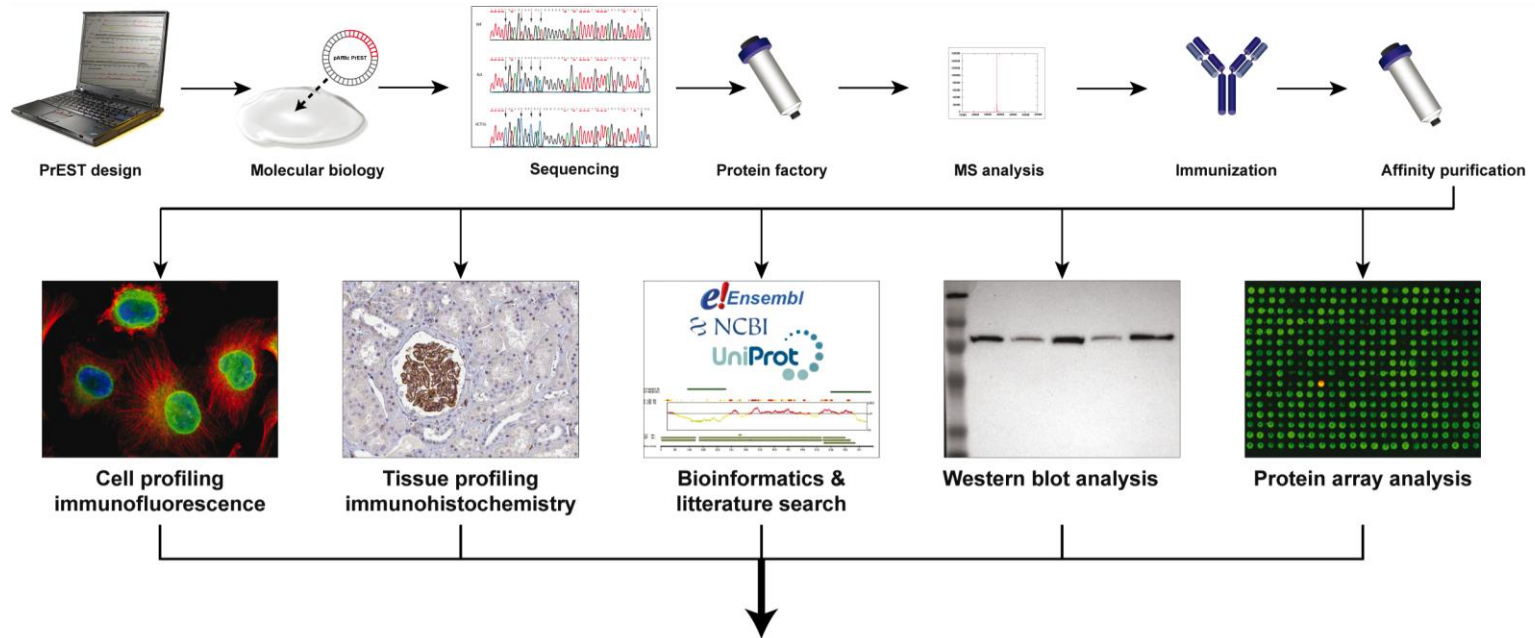 pAffilic PrEST
PrEST design
Molecular biology
Sequencing
Protein factory
MS analysis
Immunization
Affinity purification
e!Ensembl
NCBI
UniProt
Cell profiling
immunofluorescence
Tissue profiling
immunohistochemistry
Bioinformatics &
litterature search
Western blot analysis
Protein array analysis